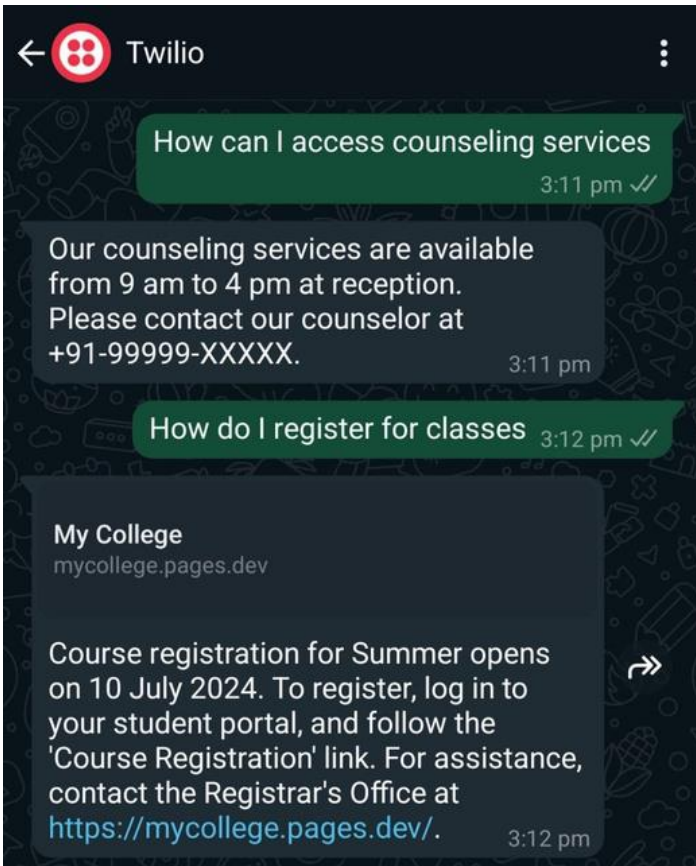 Twilio
How can I access counseling services
3:11 pm
Our counseling services are available
from 9 am to 4 pm at reception.
Please contact our counselor at
+91-99999-XXXXX.
3:11 pm
How do I register for classes 3:12 pm
My College
mycollege.pages.dev
Course registration for Summer opens
on 10 July 2024. To register, log in to
your student portal, and follow the
'Course Registration' link. For assistance,
contact the Registrar's Office at
https://mycollege.pages.dev/.
3:12 pm